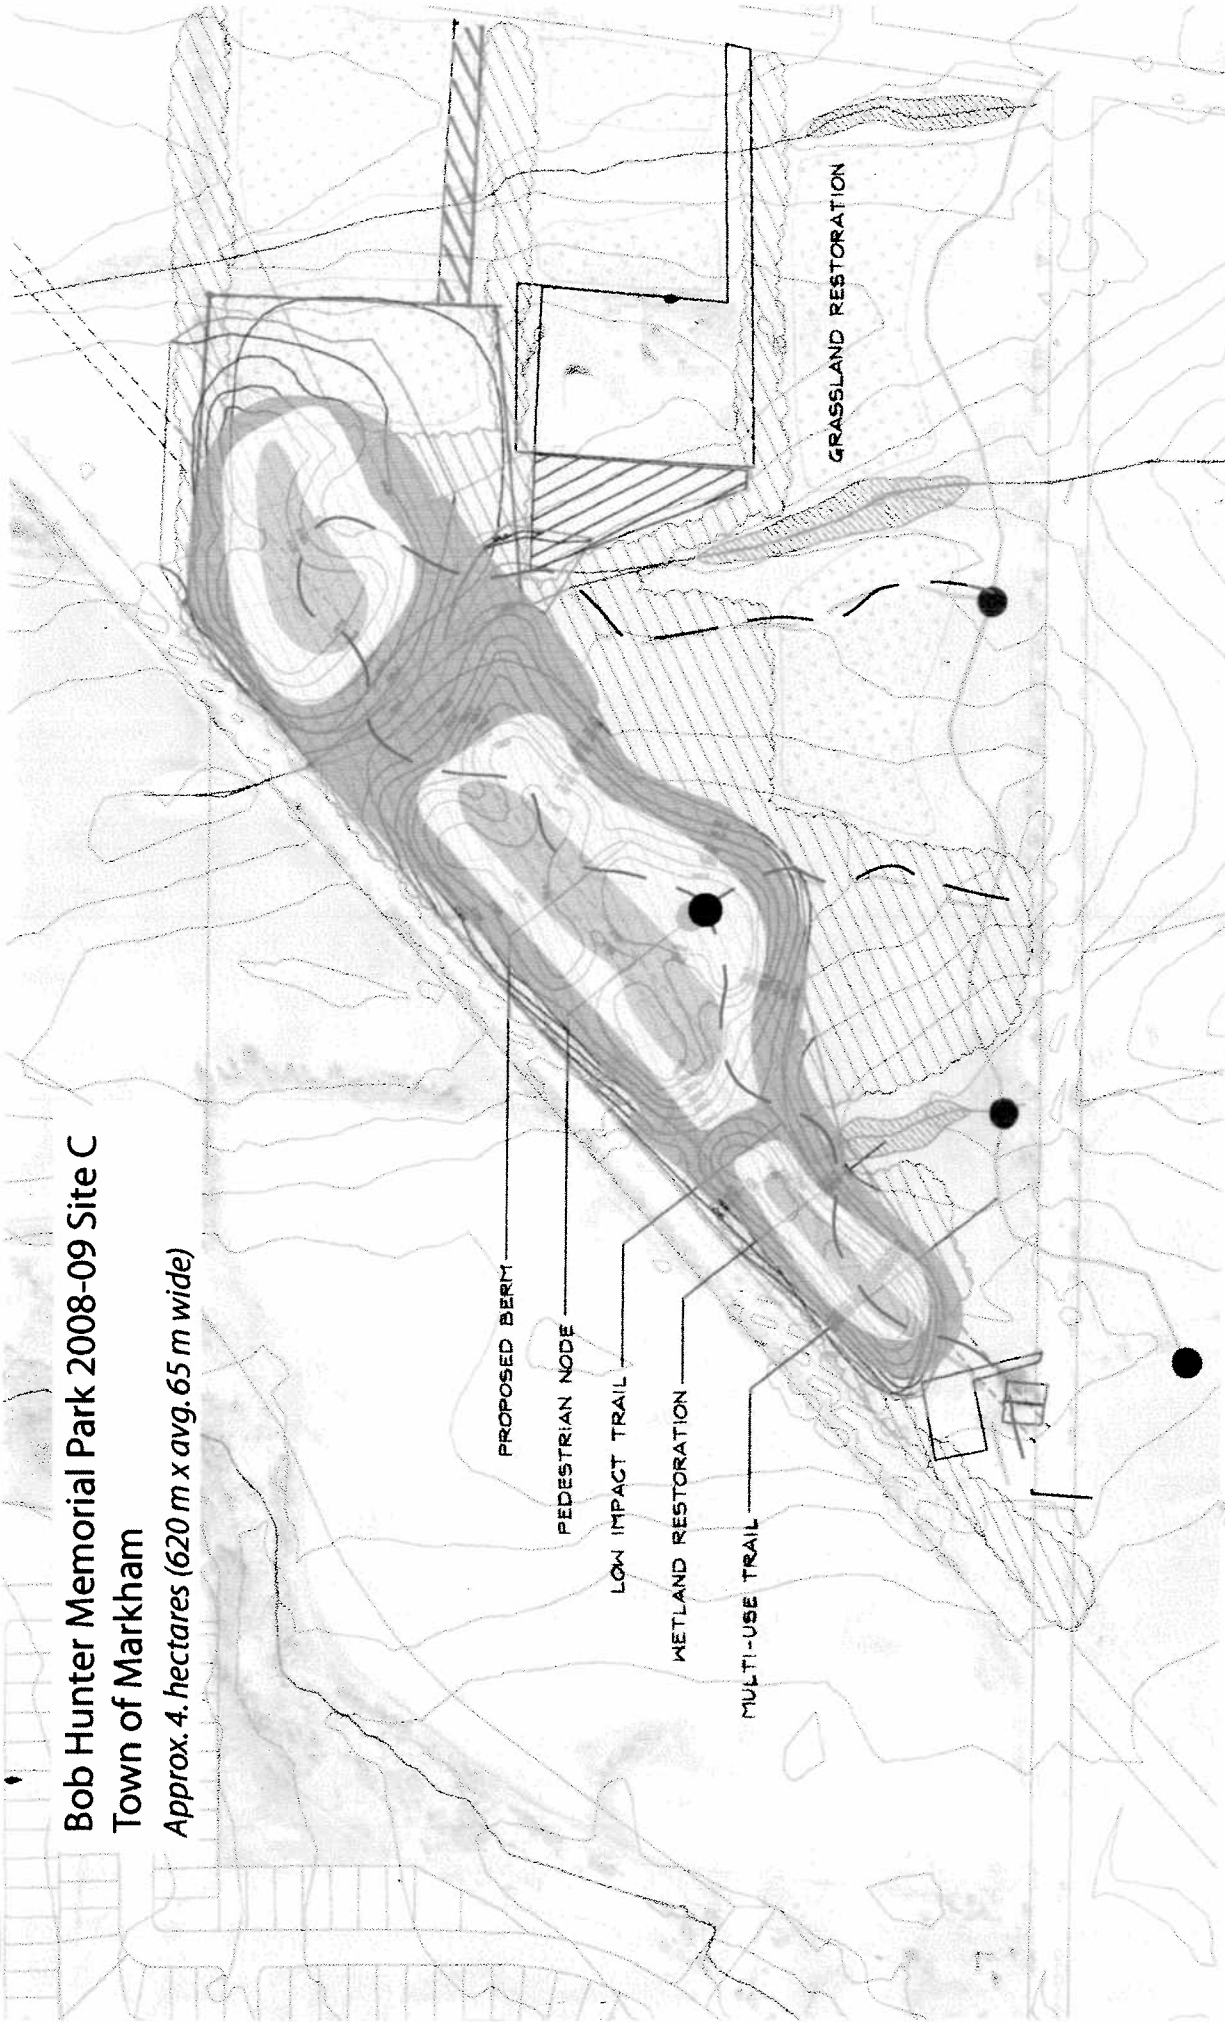 Bob Hunter Memorial Park 2008-09 Site C
Town of Markham
Approx. 4. hectares (620 m x avg. 65 m wide)
PROPOSED BERM
PEDESTRIAN NODE
LOW IMPACT TRAIL
WETLAND RESTORATION
MULTI-USE TRAIL
GRASSLAND RESTORATION